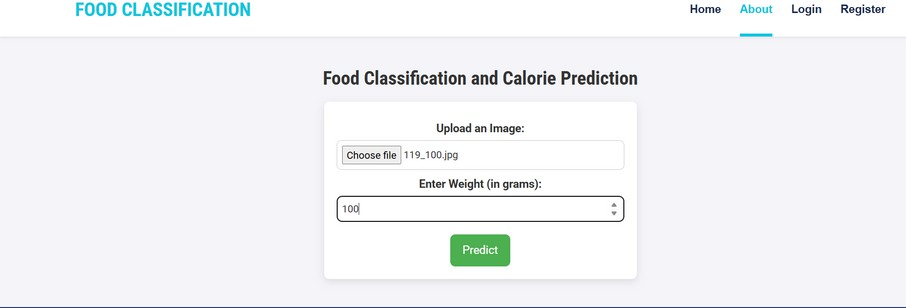 FOOD CLASSIFICATION
Home About Login Register
Food Classification and Calorie Prediction
Upload an Image:
Choose file 119_100.jpg
Enter Weight (in grams):
100
Predict